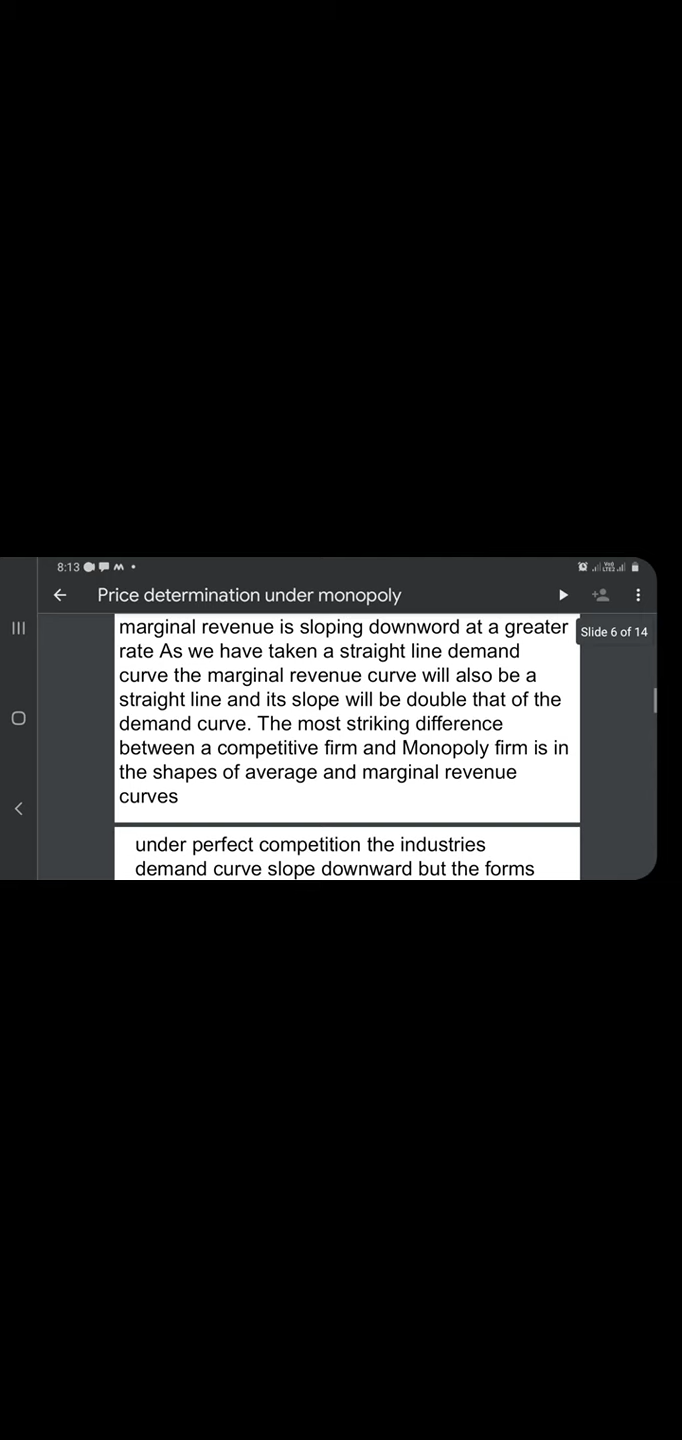 8:13
Price determination under monopoly
Slide 6 of 14
marginal revenue is sloping downword at a greater
rate As we have taken a straight line demand
curve the marginal revenue curve will also be a
straight line and its slope will be double that of the
demand curve. The most striking difference
between a competitive firm and Monopoly firm is in
the shapes of average and marginal revenue
curves
under perfect competition the industries
demand curve slope downward but the forms